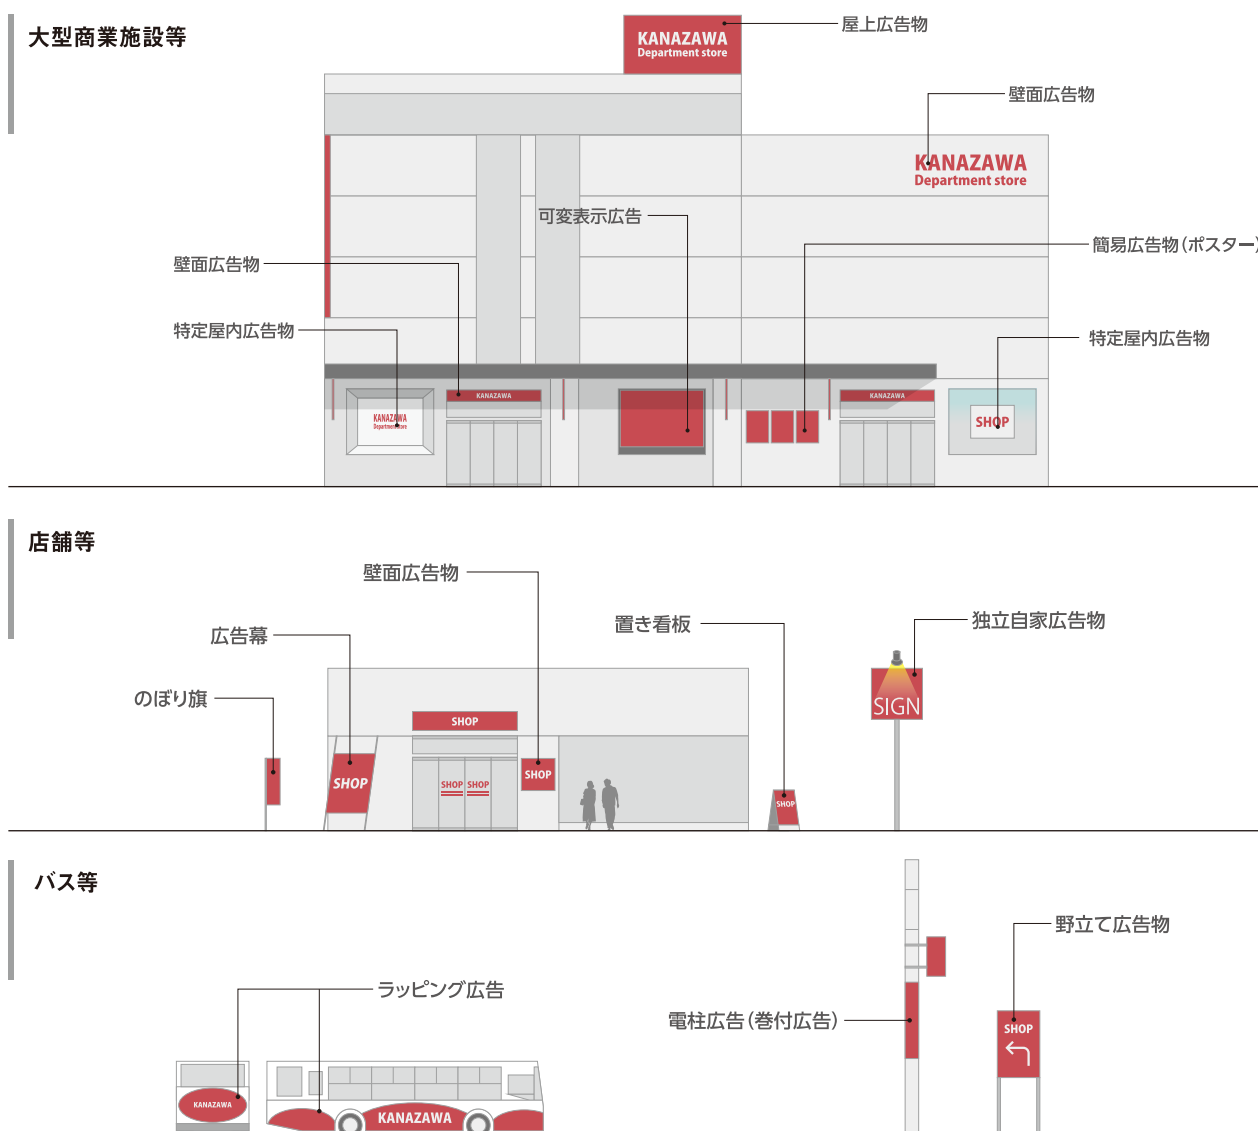 大型商業施設等
KANAZAWA
Department store
屋上広告物
壁面広告物
KANAZAWA
Department store
可変表示広告
簡易広告物(ポスター)
壁面広告物
特定屋内広告物
特定屋内広告物
KANAZAWA
KANAZAWA
KANAZAWA
Department store
SHOP
店舗等
壁面広告物
置き看板
独立自家広告物
広告幕
のぼり旗
SIGN
SHOP
SHOP
SHOP
SHOP SHOP
SHOP
バス等
野立て広告物
ラッピング広告
電柱広告(巻付広告)
SHOP
KANAZAWA
KANAZAWA